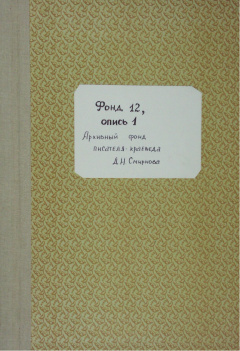 Фонд 12,
опись 1
Архивный фонд
писателя-краеведа
Д.Н. Смирнова